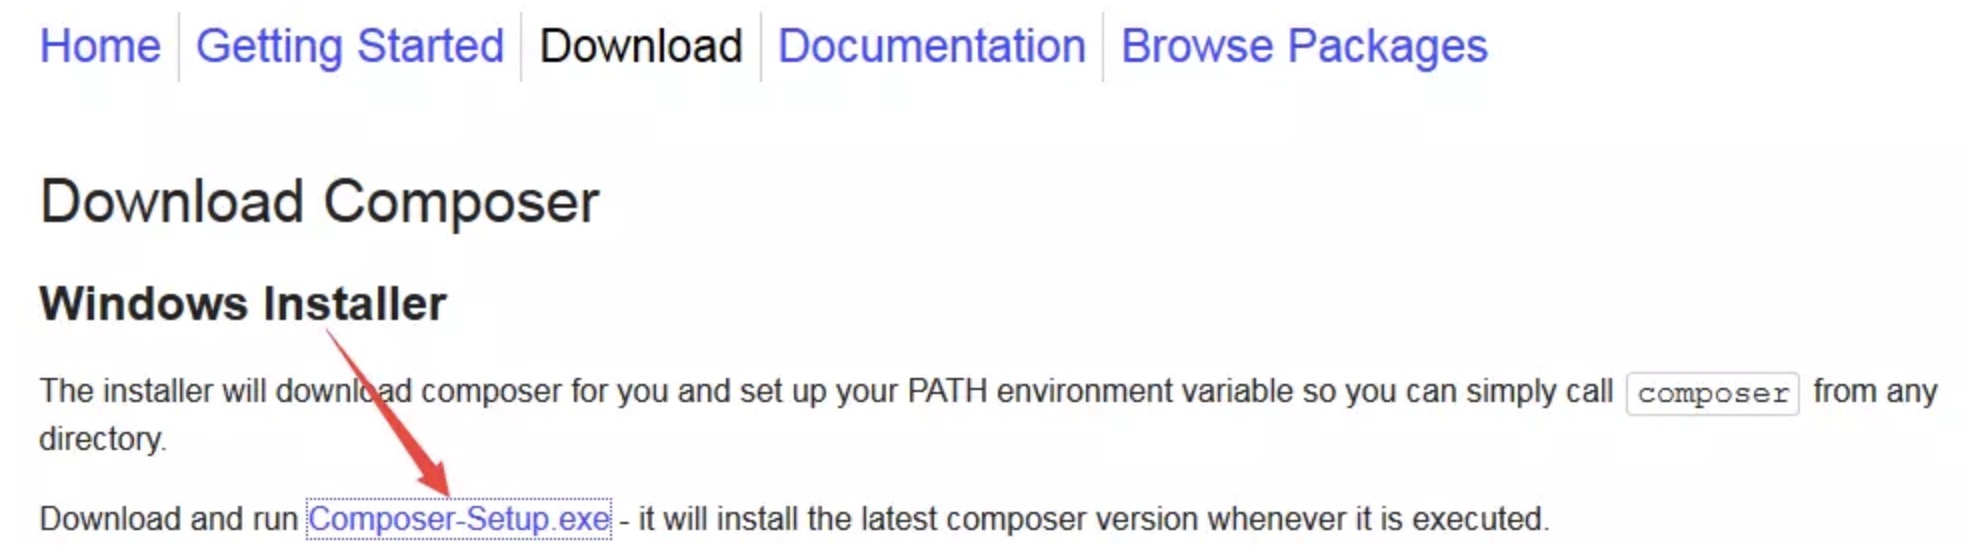 Home Getting Started Download Documentation Browse Packages
Download Composer
Windows Installer
The installer will download composer for you and set up your PATH environment variable so you can simply call composer from any
directory.
Download and run Composer-Setup.exe - it will install the latest composer version whenever it is executed.